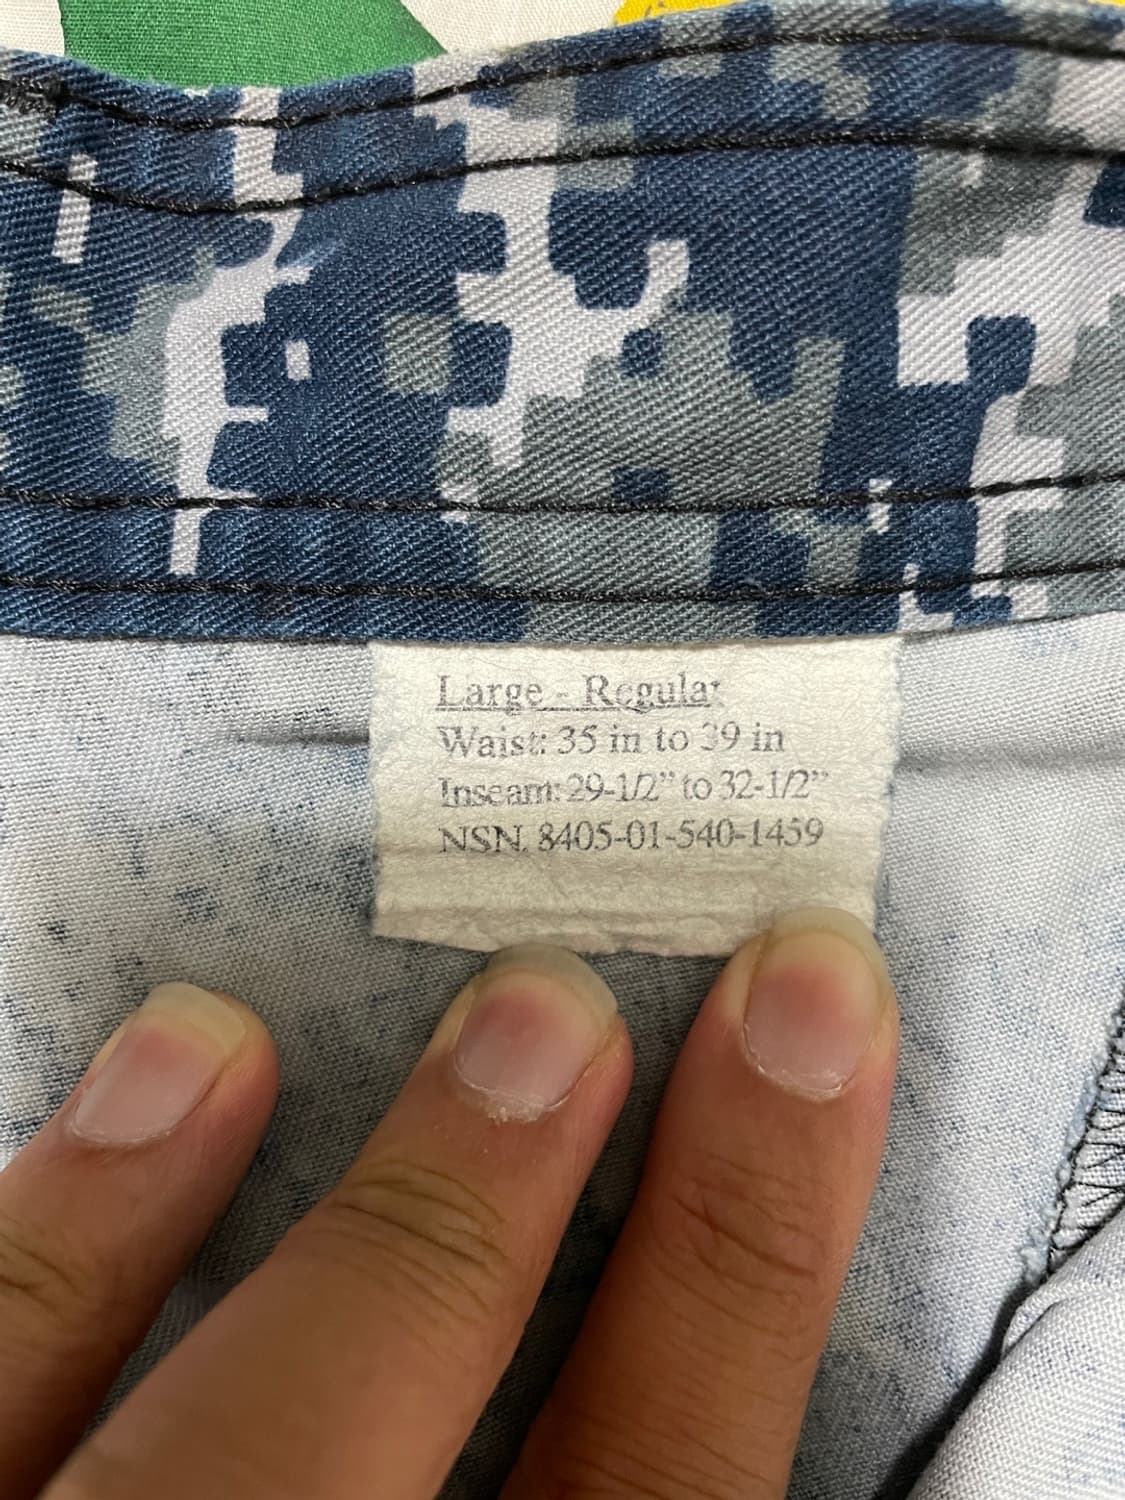 Large - Regular
Waist: 35 in to 39 in
Inseam: 29-1/2” to 32-1/2”
NSN. 8405-01-540-1459